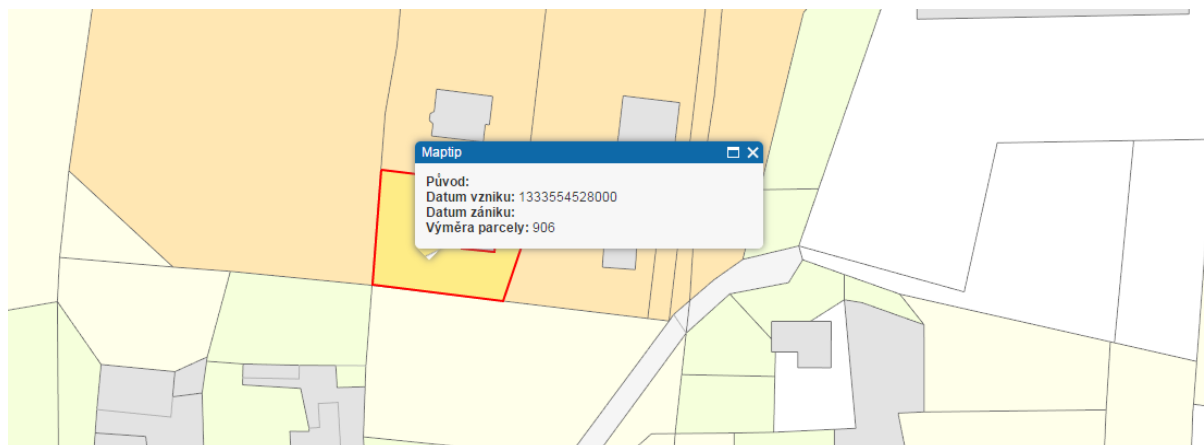 Maptip
Původ:
Datum vzniku: 1333554528000
Datum zániku:
Výměra parcely: 906